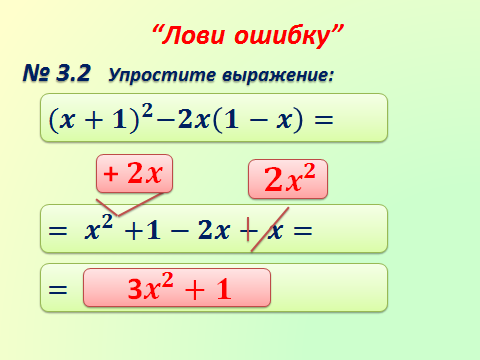 “Лови ошибку”
№ 3.2 Упростите выражение:
(x + 1)²−2x(1 − x) =
+ 2x 2x²
= x² +1 − 2x + x =
= 3x² + 1